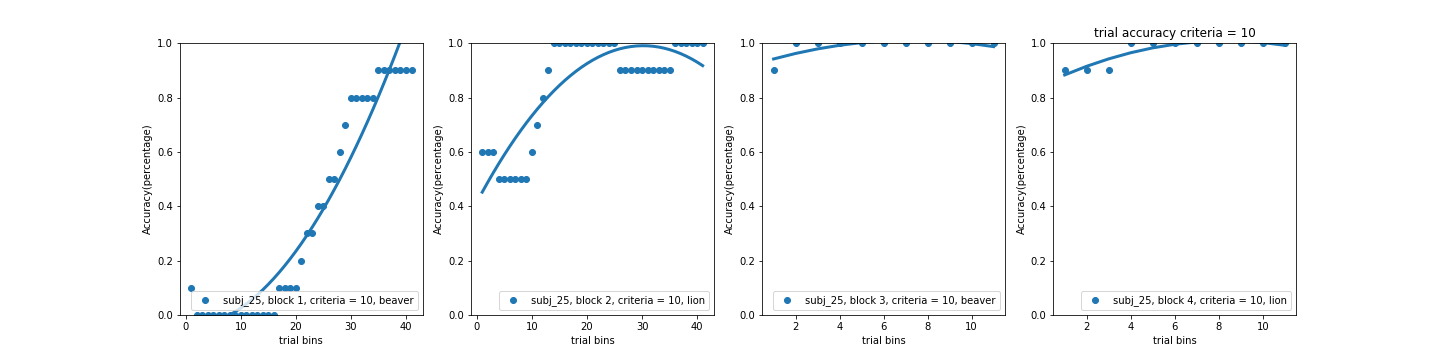 trial accuracy criteria = 10
1.0
0.8
0.6
0.4
0.2
0.0
Accuracy(percentage)
subj_25, block 1, criteria = 10, beaver
0 10 20 30 40
trial bins
1.0
0.8
0.6
0.4
0.2
0.0
Accuracy(percentage)
subj_25, block 2, criteria = 10, lion
0 10 20 30 40
trial bins
1.0
0.8
0.6
0.4
0.2
0.0
Accuracy(percentage)
subj_25, block 3, criteria = 10, beaver
2 4 6 8 10
trial bins
1.0
0.8
0.6
0.4
0.2
0.0
Accuracy(percentage)
subj_25, block 4, criteria = 10, lion
2 4 6 8 10
trial bins